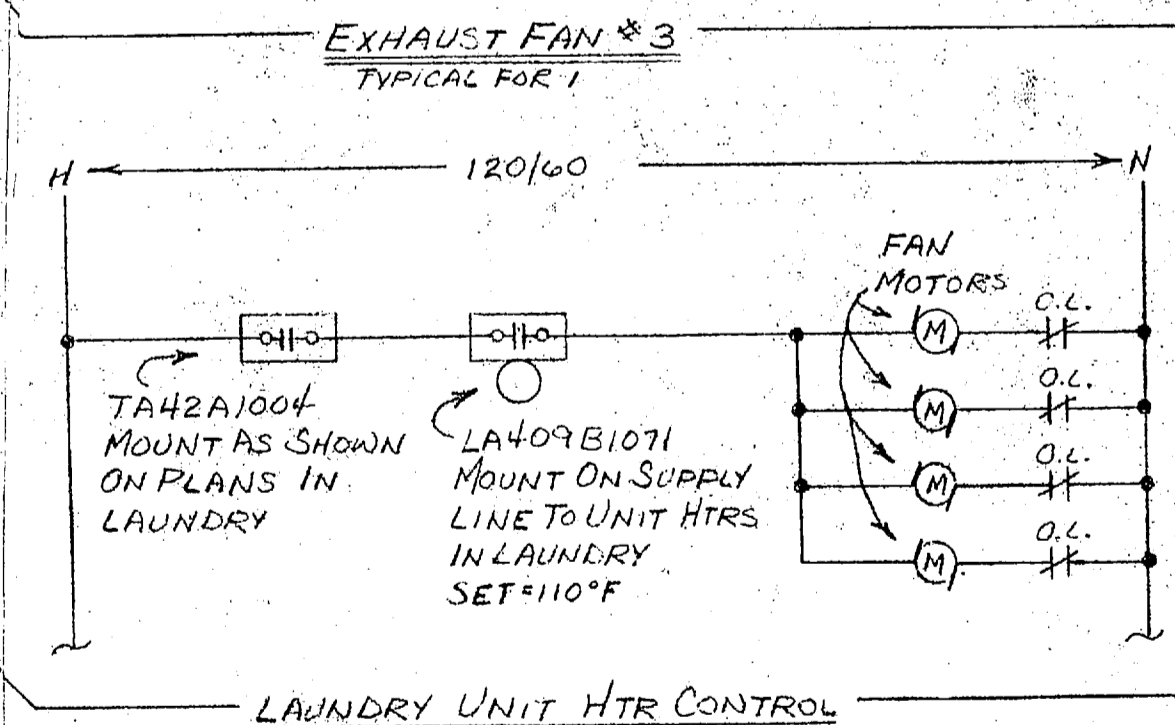 EXHAUST FAN #3
TYPICAL FOR 1
H
120/60
N
FAN
MOTORS
TA42A1004
MOUNT AS SHOWN
ON PLANS IN
LAUNDRY
LA409B1071
MOUNT ON SUPPLY
LINE TO UNIT HTRS
IN LAUNDRY
SET=110°F
M
O.L.
M
O.L.
M
O.L.
M
O.L.
LAUNDRY UNIT HTR CONTROL